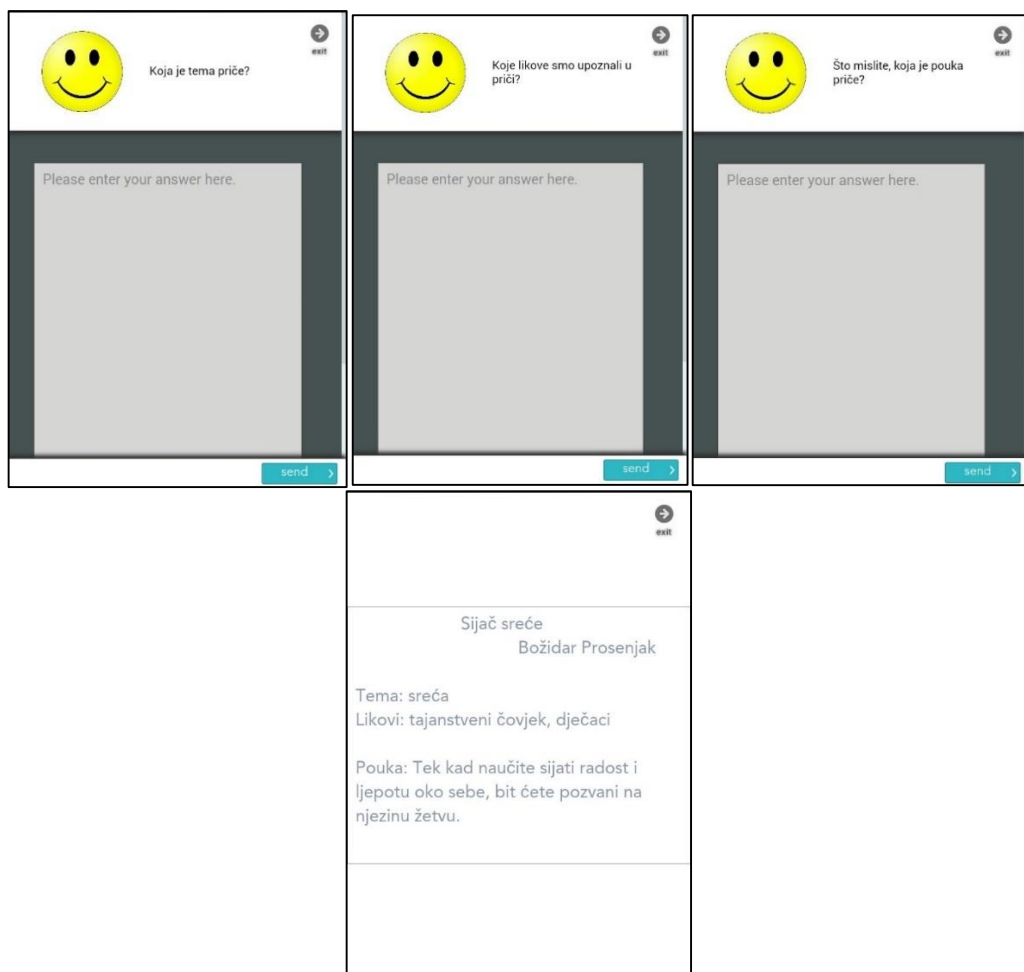 exit
Koja je tema priče?
Please enter your answer here.
send
exit
Koje likove smo upoznali u
priči?
Please enter your answer here.
send
exit
Što mislite, koja je pouka
priče?
Please enter your answer here.
send
exit
Sijač sreće
Božidar Prosenjak
Tema: sreća
Likovi: tajanstveni čovjek, dječaci
Pouka: Tek kad naučite sijati radost i
ljepotu oko sebe, bit ćete pozvani na
njezinu žetvu.